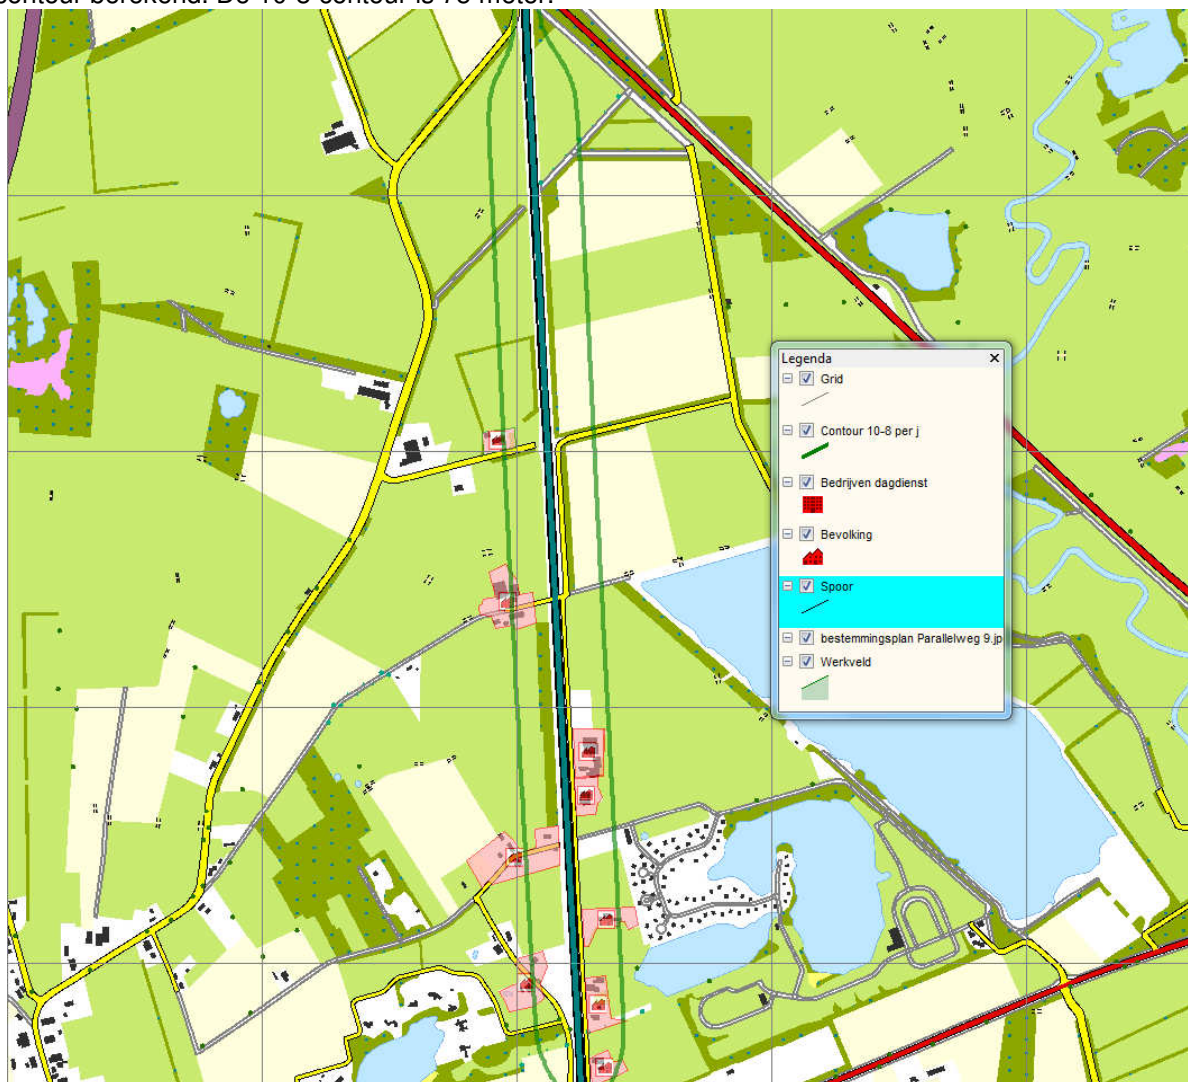 contour berekend. De 10-8 contour is 78 meter.
Legenda
Grid
Contour 10-8 per j
Bedrijven dagdienst
Bevolking
Spoor
bestemmingsplan Parallelweg 9.jp
Werkveld